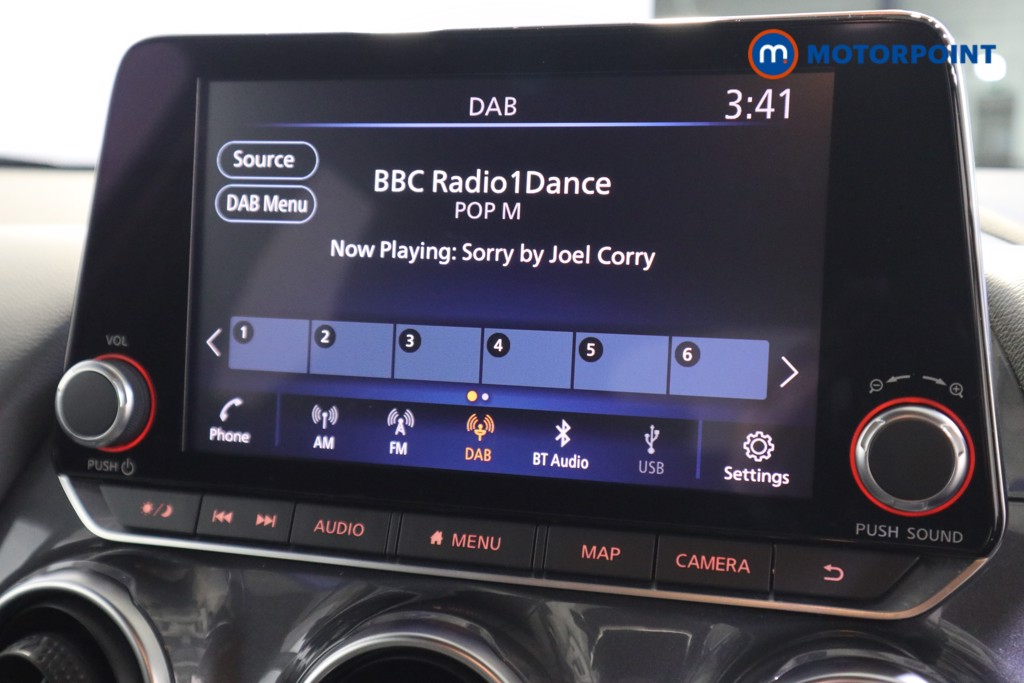 m MOTORPOINT
DAB 3:41
Source
DAB Menu
BBC Radio1Dance
POP M
Now Playing: Sorry by Joel Corry
1 2 3 4 5 6
VOL
PUSH
Phone AM FM DAB BT Audio USB Settings
PUSH SOUND
AUDIO MENU MAP CAMERA